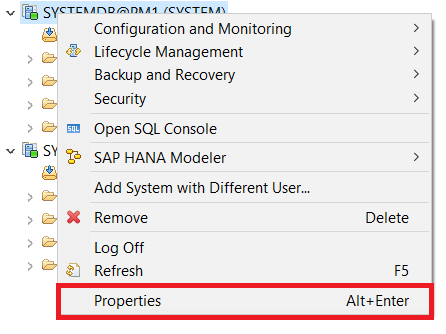 SYSTEMDB@PM1 (SYSTEM)
Configuration and Monitoring
Lifecycle Management
Backup and Recovery
Security
SQL Open SQL Console
SAP HANA Modeler
Add System with Different User...
Remove Delete
Log Off
Refresh F5
Properties Alt+Enter